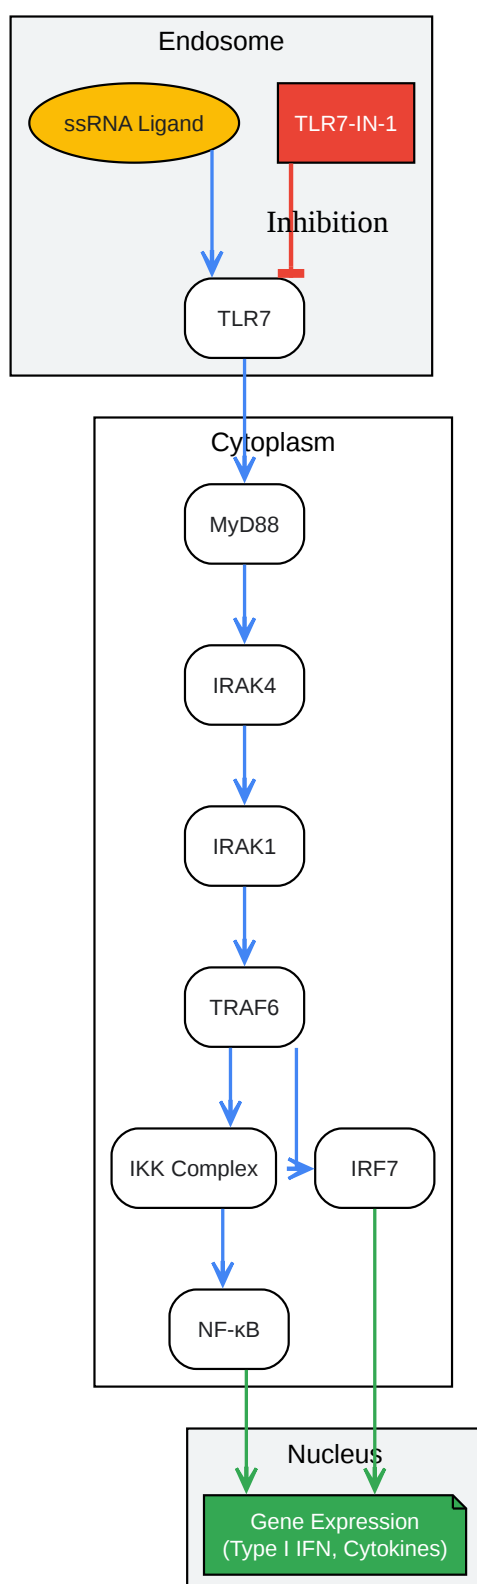 Endosome
ssRNA Ligand
TLR7-IN-1
Inhibition
TLR7
Cytoplasm
MyD88
IRAK4
IRAK1
TRAF6
IKK Complex
IRF7
NF-κB
Nucleus
Gene Expression
(Type I IFN, Cytokines)